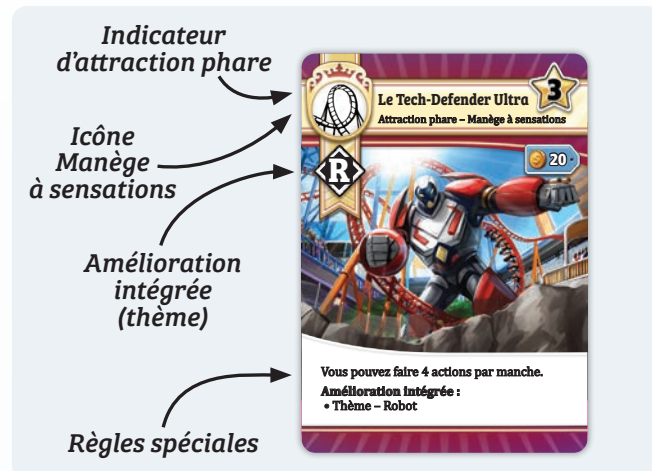 Indicateur
d'attraction phare
Icône
Manège
à sensations
Amélioration
intégrée
(thème)
Règles spéciales
Le Tech-Defender Ultra
3
Attraction phare – Manège à sensations
R
20
Vous pouvez faire 4 actions par manche.
Amélioration intégrée :
• Thème – Robot